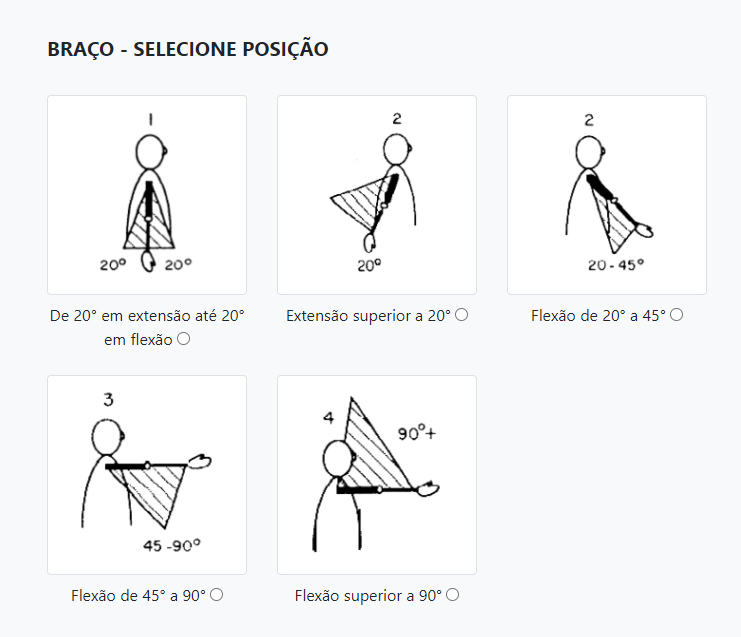 BRAÇO - SELECIONE POSIÇÃO
1
20° 20°
De 20° em extensão até 20°
em flexão
2
20°
Extensão superior a 20°
2
20-45°
Flexão de 20° a 45°
3
45-90°
Flexão de 45° a 90°
4
90°+
Flexão superior a 90°